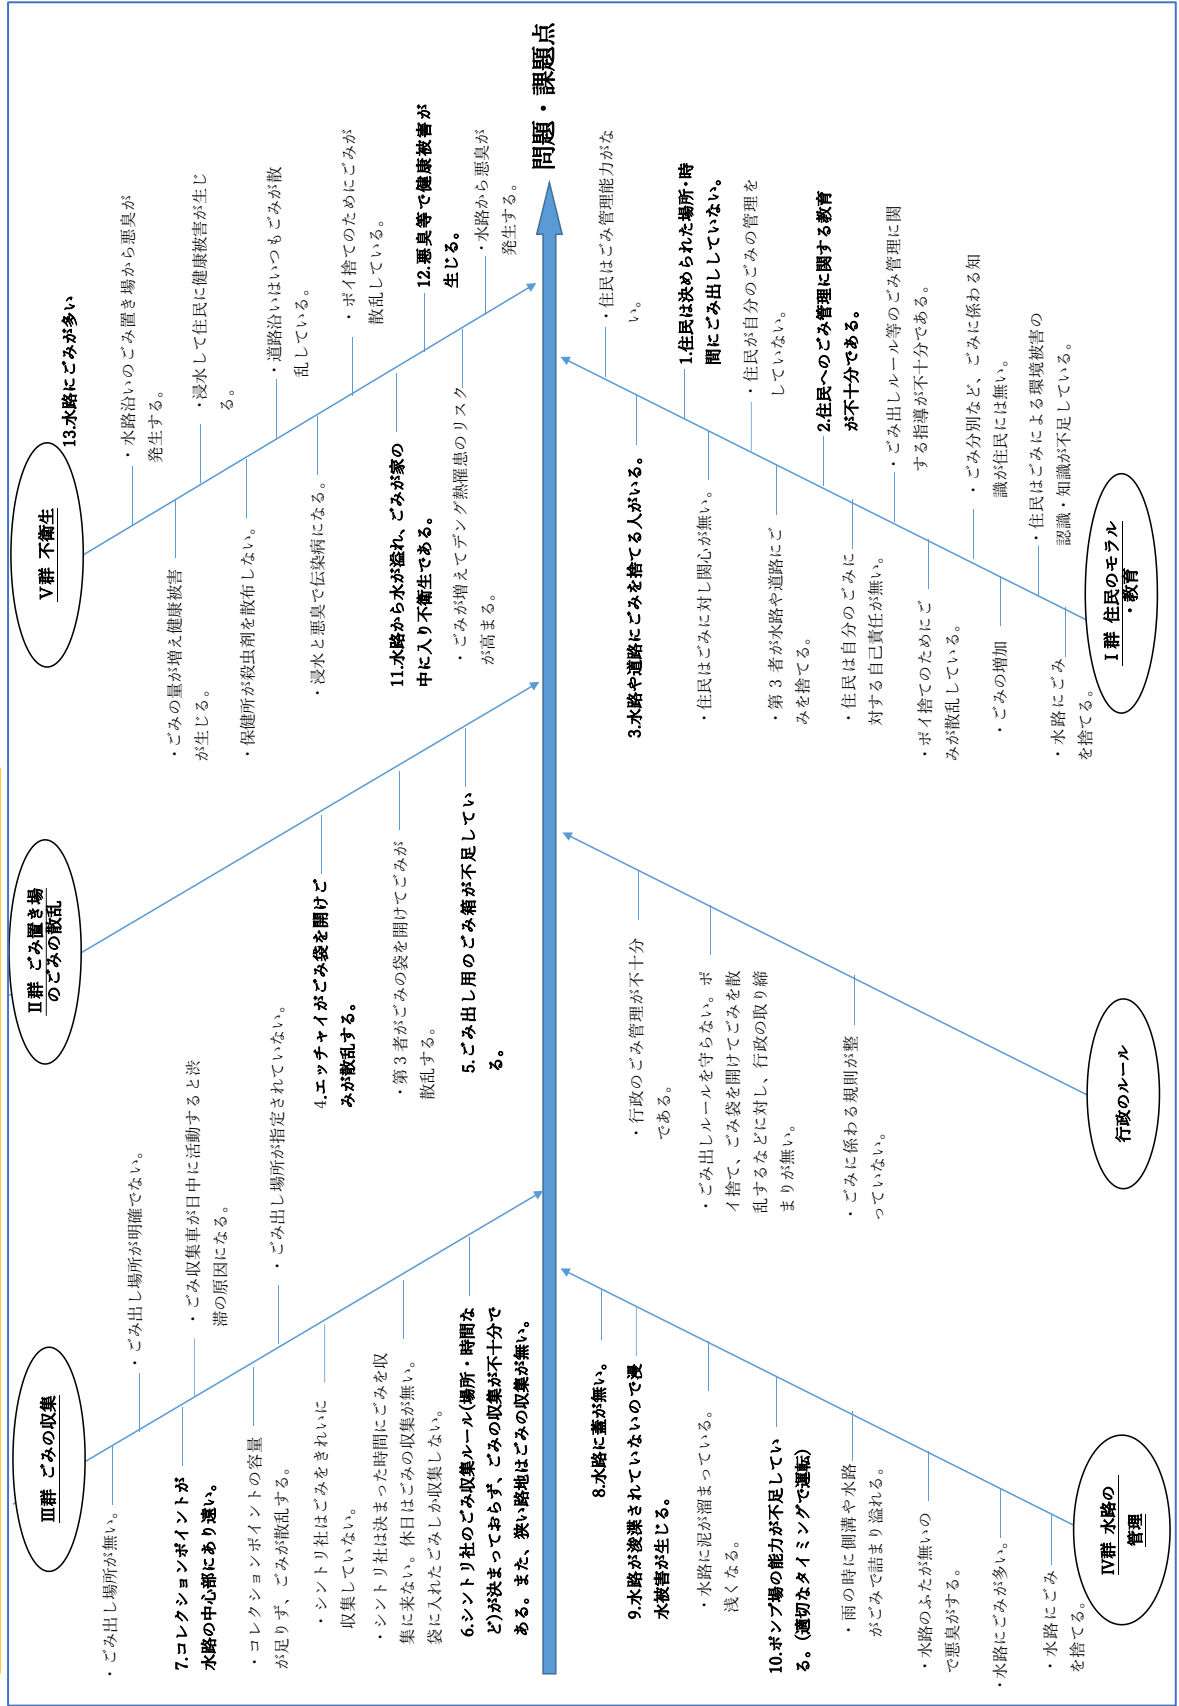 Ⅲ群 ごみの収集
・ごみ出し場所が無い。
・ごみ出し場所が明確でない。
7.コレクションポイントが
水路の中心部にあり遠い。
・ごみ収集車が日中に活動すると渋
滞の原因になる。
・コレクションポイントの容量
が足りず、ごみが散乱する。
・ごみ出し場所が指定されていない。
・シントリ社はごみをきれいに
収集していない。
・シントリ社は決まった時間にごみを収
集に来ない。休日はごみの収集が無い。
袋に入れたごみしか収集しない。
6.シントリ社のごみ収集ルール(場所・時間な
ど)が決まっておらず、ごみの収集が不十分で
ある。また、狭い路地はごみの収集が無い。
Ⅱ群 ごみ置き場
のごみの散乱
4.エッチャイがごみ袋を開けご
みが散乱する。
・第3者がごみの袋を開けてごみが
散乱する。
5.ごみ出し用のごみ箱が不足してい
る。
Ⅴ群 不衛生
13.水路にごみが多い
・水路沿いのごみ置き場から悪臭が
発生する。
・ごみの量が増え健康被害
が生じる。
・浸水して住民に健康被害が生じ
る。
・保健所が殺虫剤を散布しない。
・道路沿いはいつもごみが散
乱している。
・浸水と悪臭で伝染病になる。
・ポイ捨てのためにごみが
散乱している。
11.水路から水が溢れ、ごみが家の
中に入り不衛生である。
12.悪臭等で健康被害が
生じる。
・ごみが増えてデング熱罹患のリスク
が高まる。
・水路から悪臭が
発生する。
問題・課題点
8.水路に蓋が無い。
9.水路が浚渫されていないので浸
水被害が生じる。
・水路に泥が溜まっている。
浅くなる。
10.ポンプ場の能力が不足してい
る。(適切なタイミングで運転)
・雨の時に側溝や水路
がごみで詰まり溢れる。
・水路のふたが無いの
で悪臭がする。
・水路にごみが多い。
・水路にごみ
を捨てる。
Ⅳ群 水路の
管理
・行政のごみ管理が不十分
である。
・ごみ出しルールを守らない。ポ
イ捨て、ごみ袋を開けてごみを散
乱するなどに対し、行政の取り締
まりが無い。
・ごみに係わる規則が整
っていない。
行政のルール
・住民はごみ管理能力がな
い。
3.水路や道路にごみを捨てる人がいる。
1.住民は決められた場所・時
間にごみ出ししていない。
・住民はごみに対し関心が無い。
・住民が自分のごみの管理を
していない。
・第3者が水路や道路にご
みを捨てる。
2.住民へのごみ管理に関する教育
が不十分である。
・住民は自分のごみに
対する自己責任が無い。
・ごみ出しルール等のごみ管理に関
する指導が不十分である。
・ポイ捨てのためにご
みが散乱している。
・ごみ分別など、ごみに係わる知
識が住民には無い。
・ごみの増加
・住民はごみによる環境被害の
認識・知識が不足している。
・水路にごみ
を捨てる。
Ⅰ群 住民のモラル
・教育